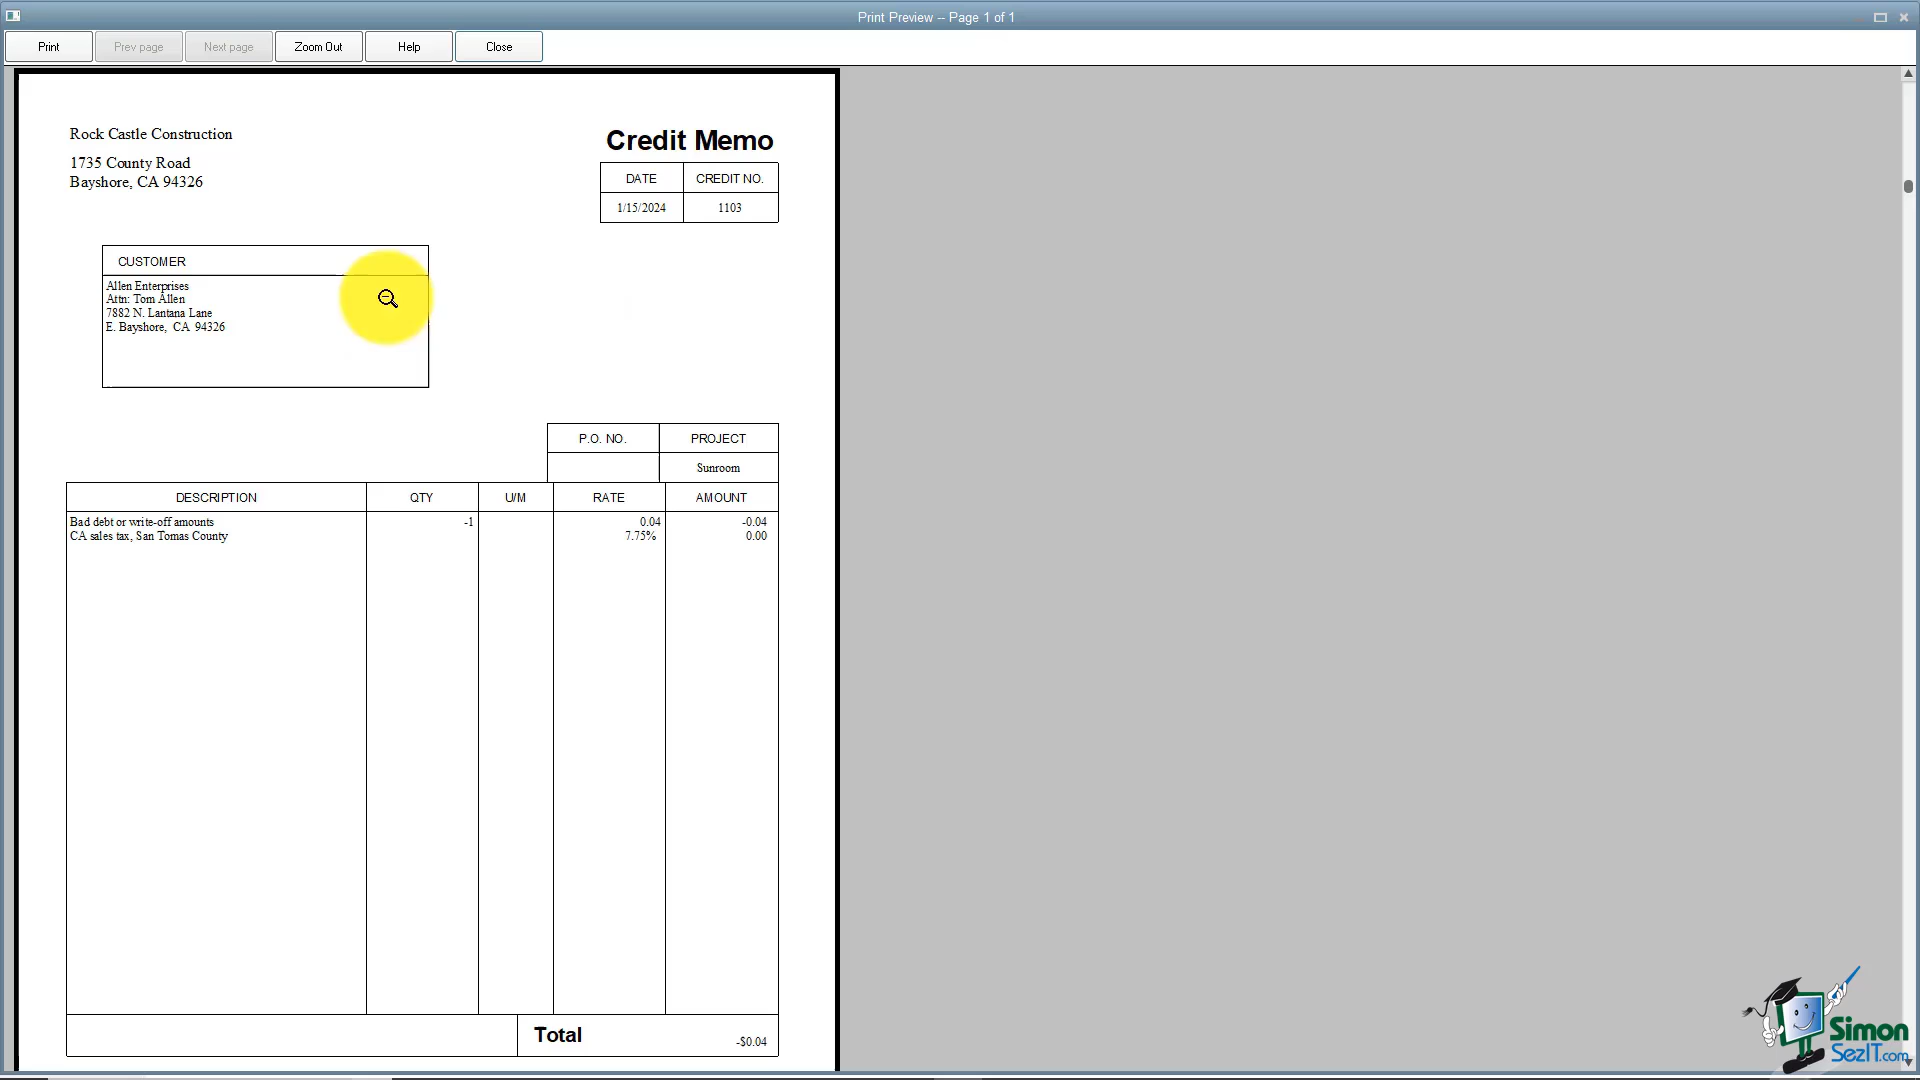 Print Preview -- Page 1 of 1
Print Prev page Next page Zoom Out Help Close
Rock Castle Construction
1735 County Road
Bayshore, CA 94326
Credit Memo
DATE CREDIT NO.
1/15/2024 1103
CUSTOMER
Allen Enterprises
Attn: Tom Allen
7882 N. Lantana Lane
E. Bayshore, CA 94326
P.O. NO. PROJECT
Sunroom
DESCRIPTION QTY U/M RATE AMOUNT
Bad debt or write-off amounts -1 0.04 -0.04
CA sales tax, San Tomas County 7.75% 0.00
Total -$0.04
Simon
SezIT.com